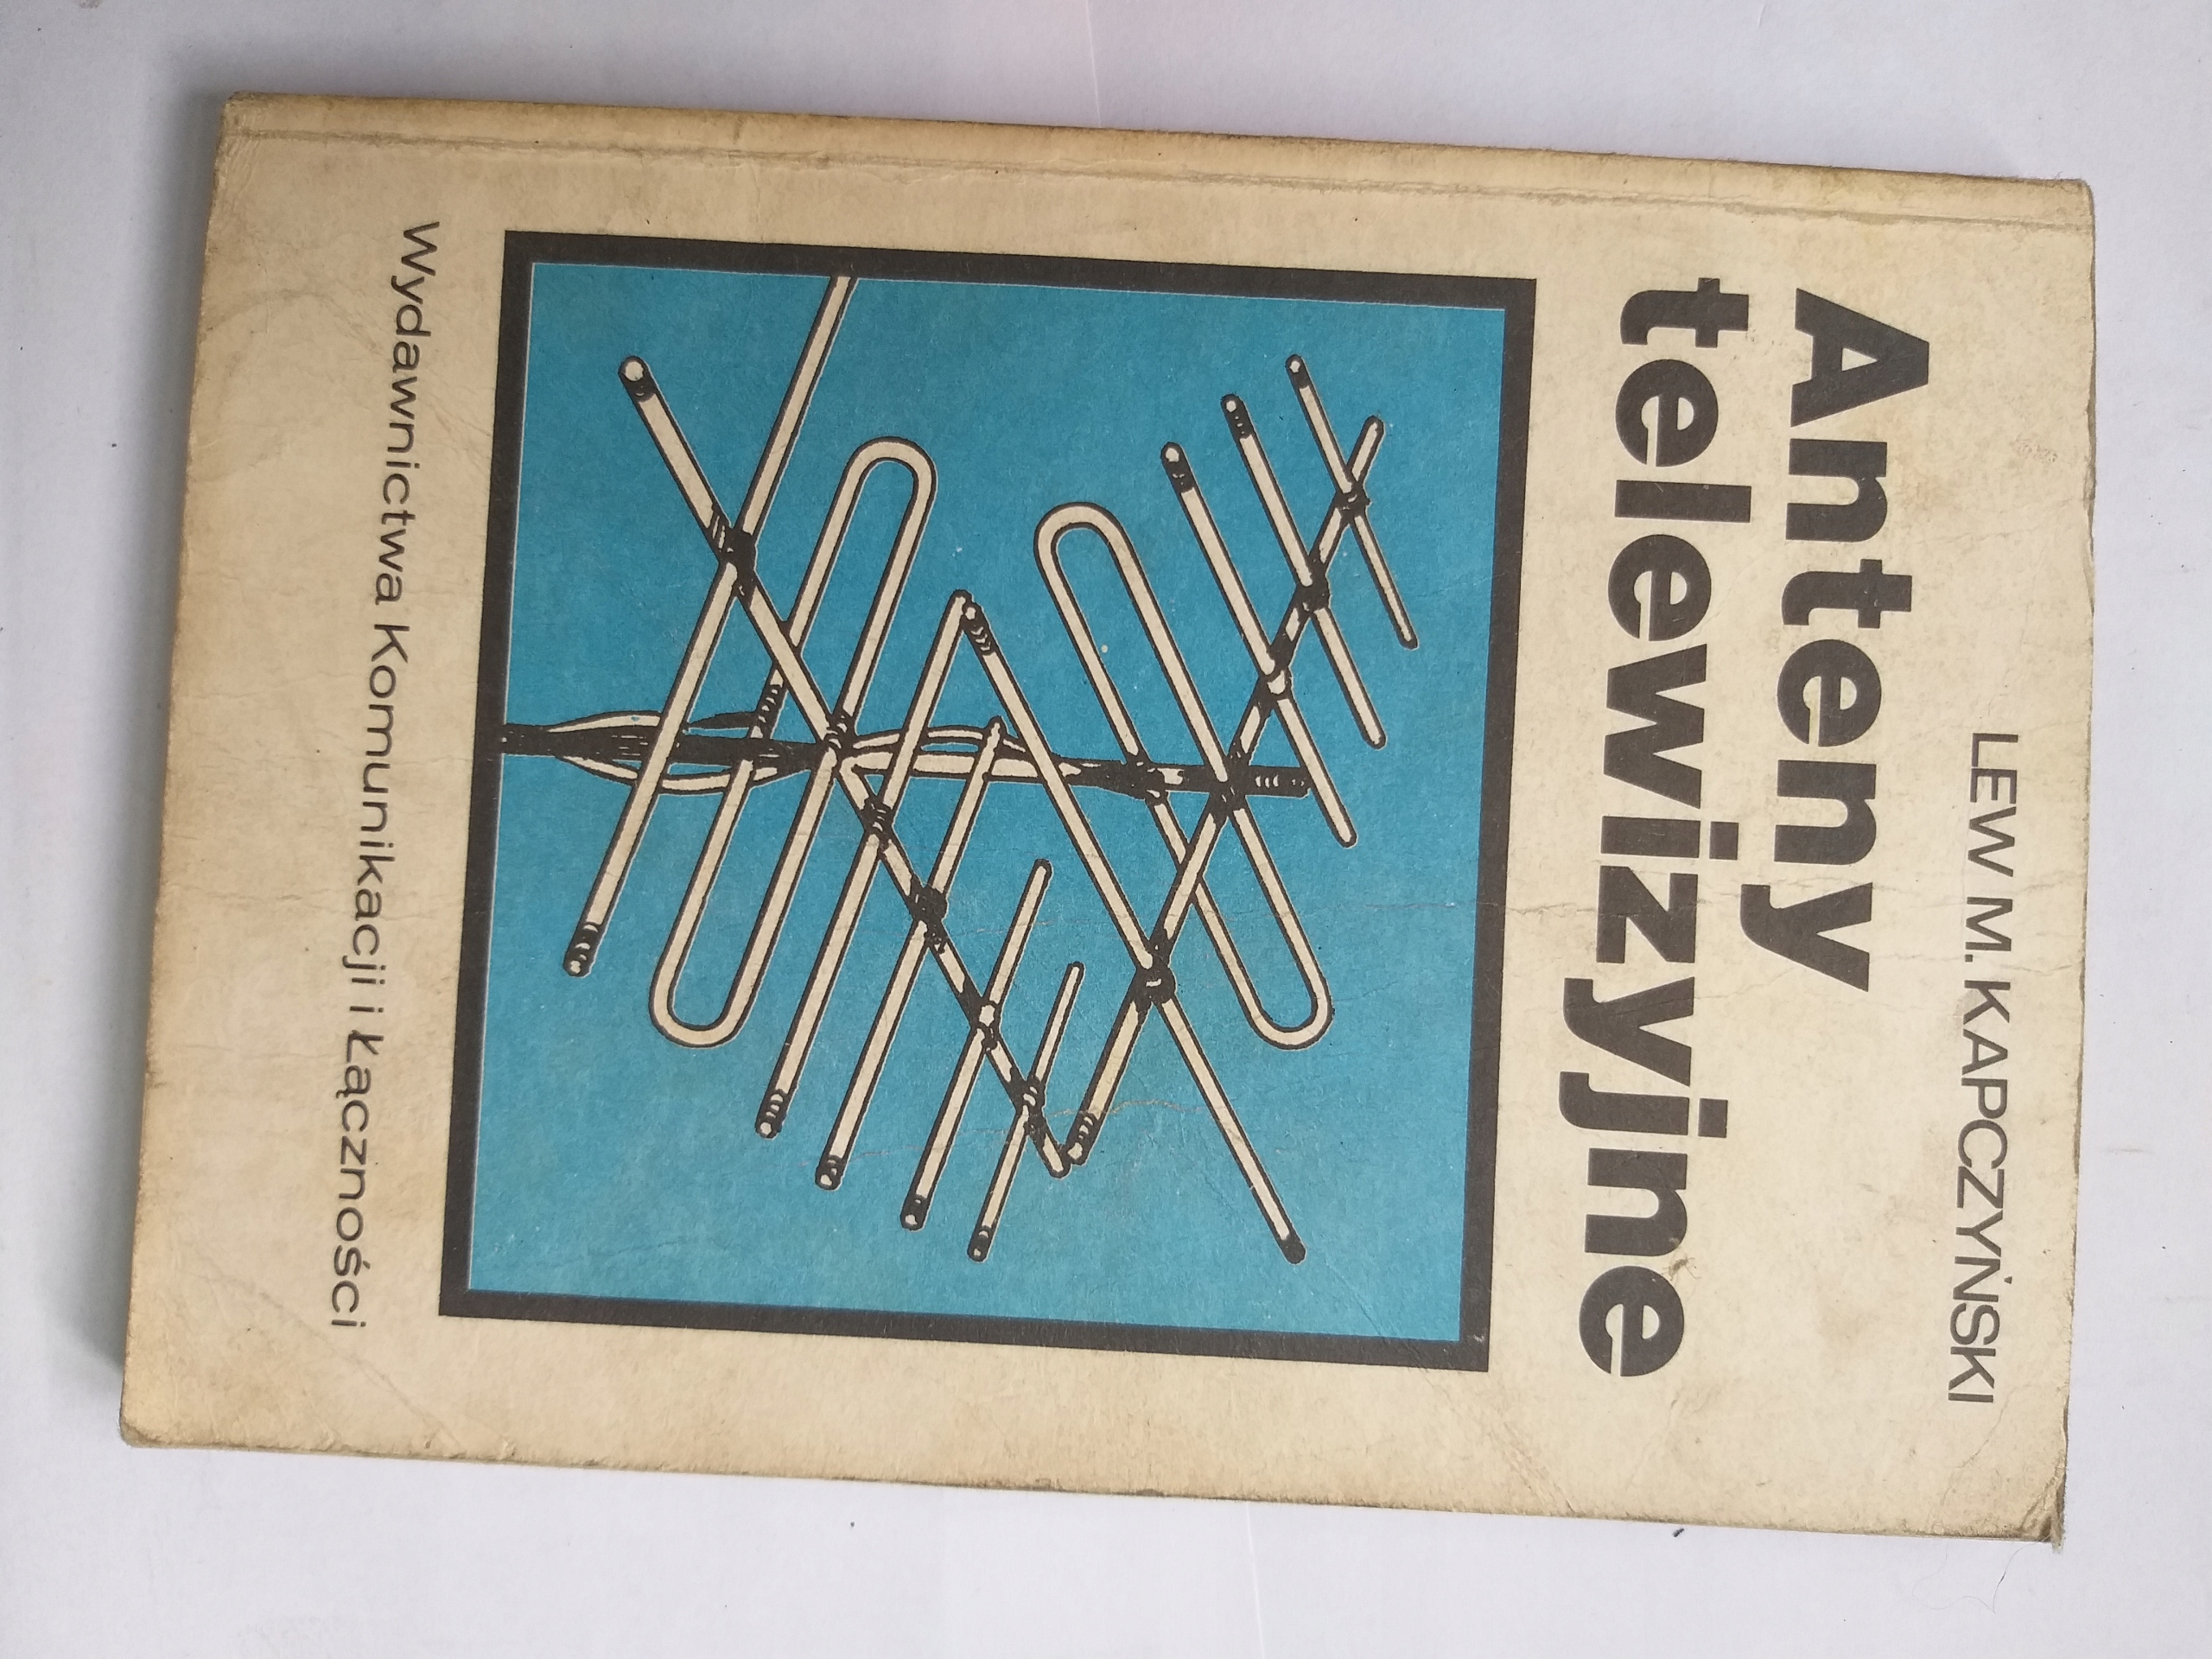 LEW M. KAPCZYŃSKI
Anteny
telewizyjne
Wydawnictwa Komunikacji i Łączności